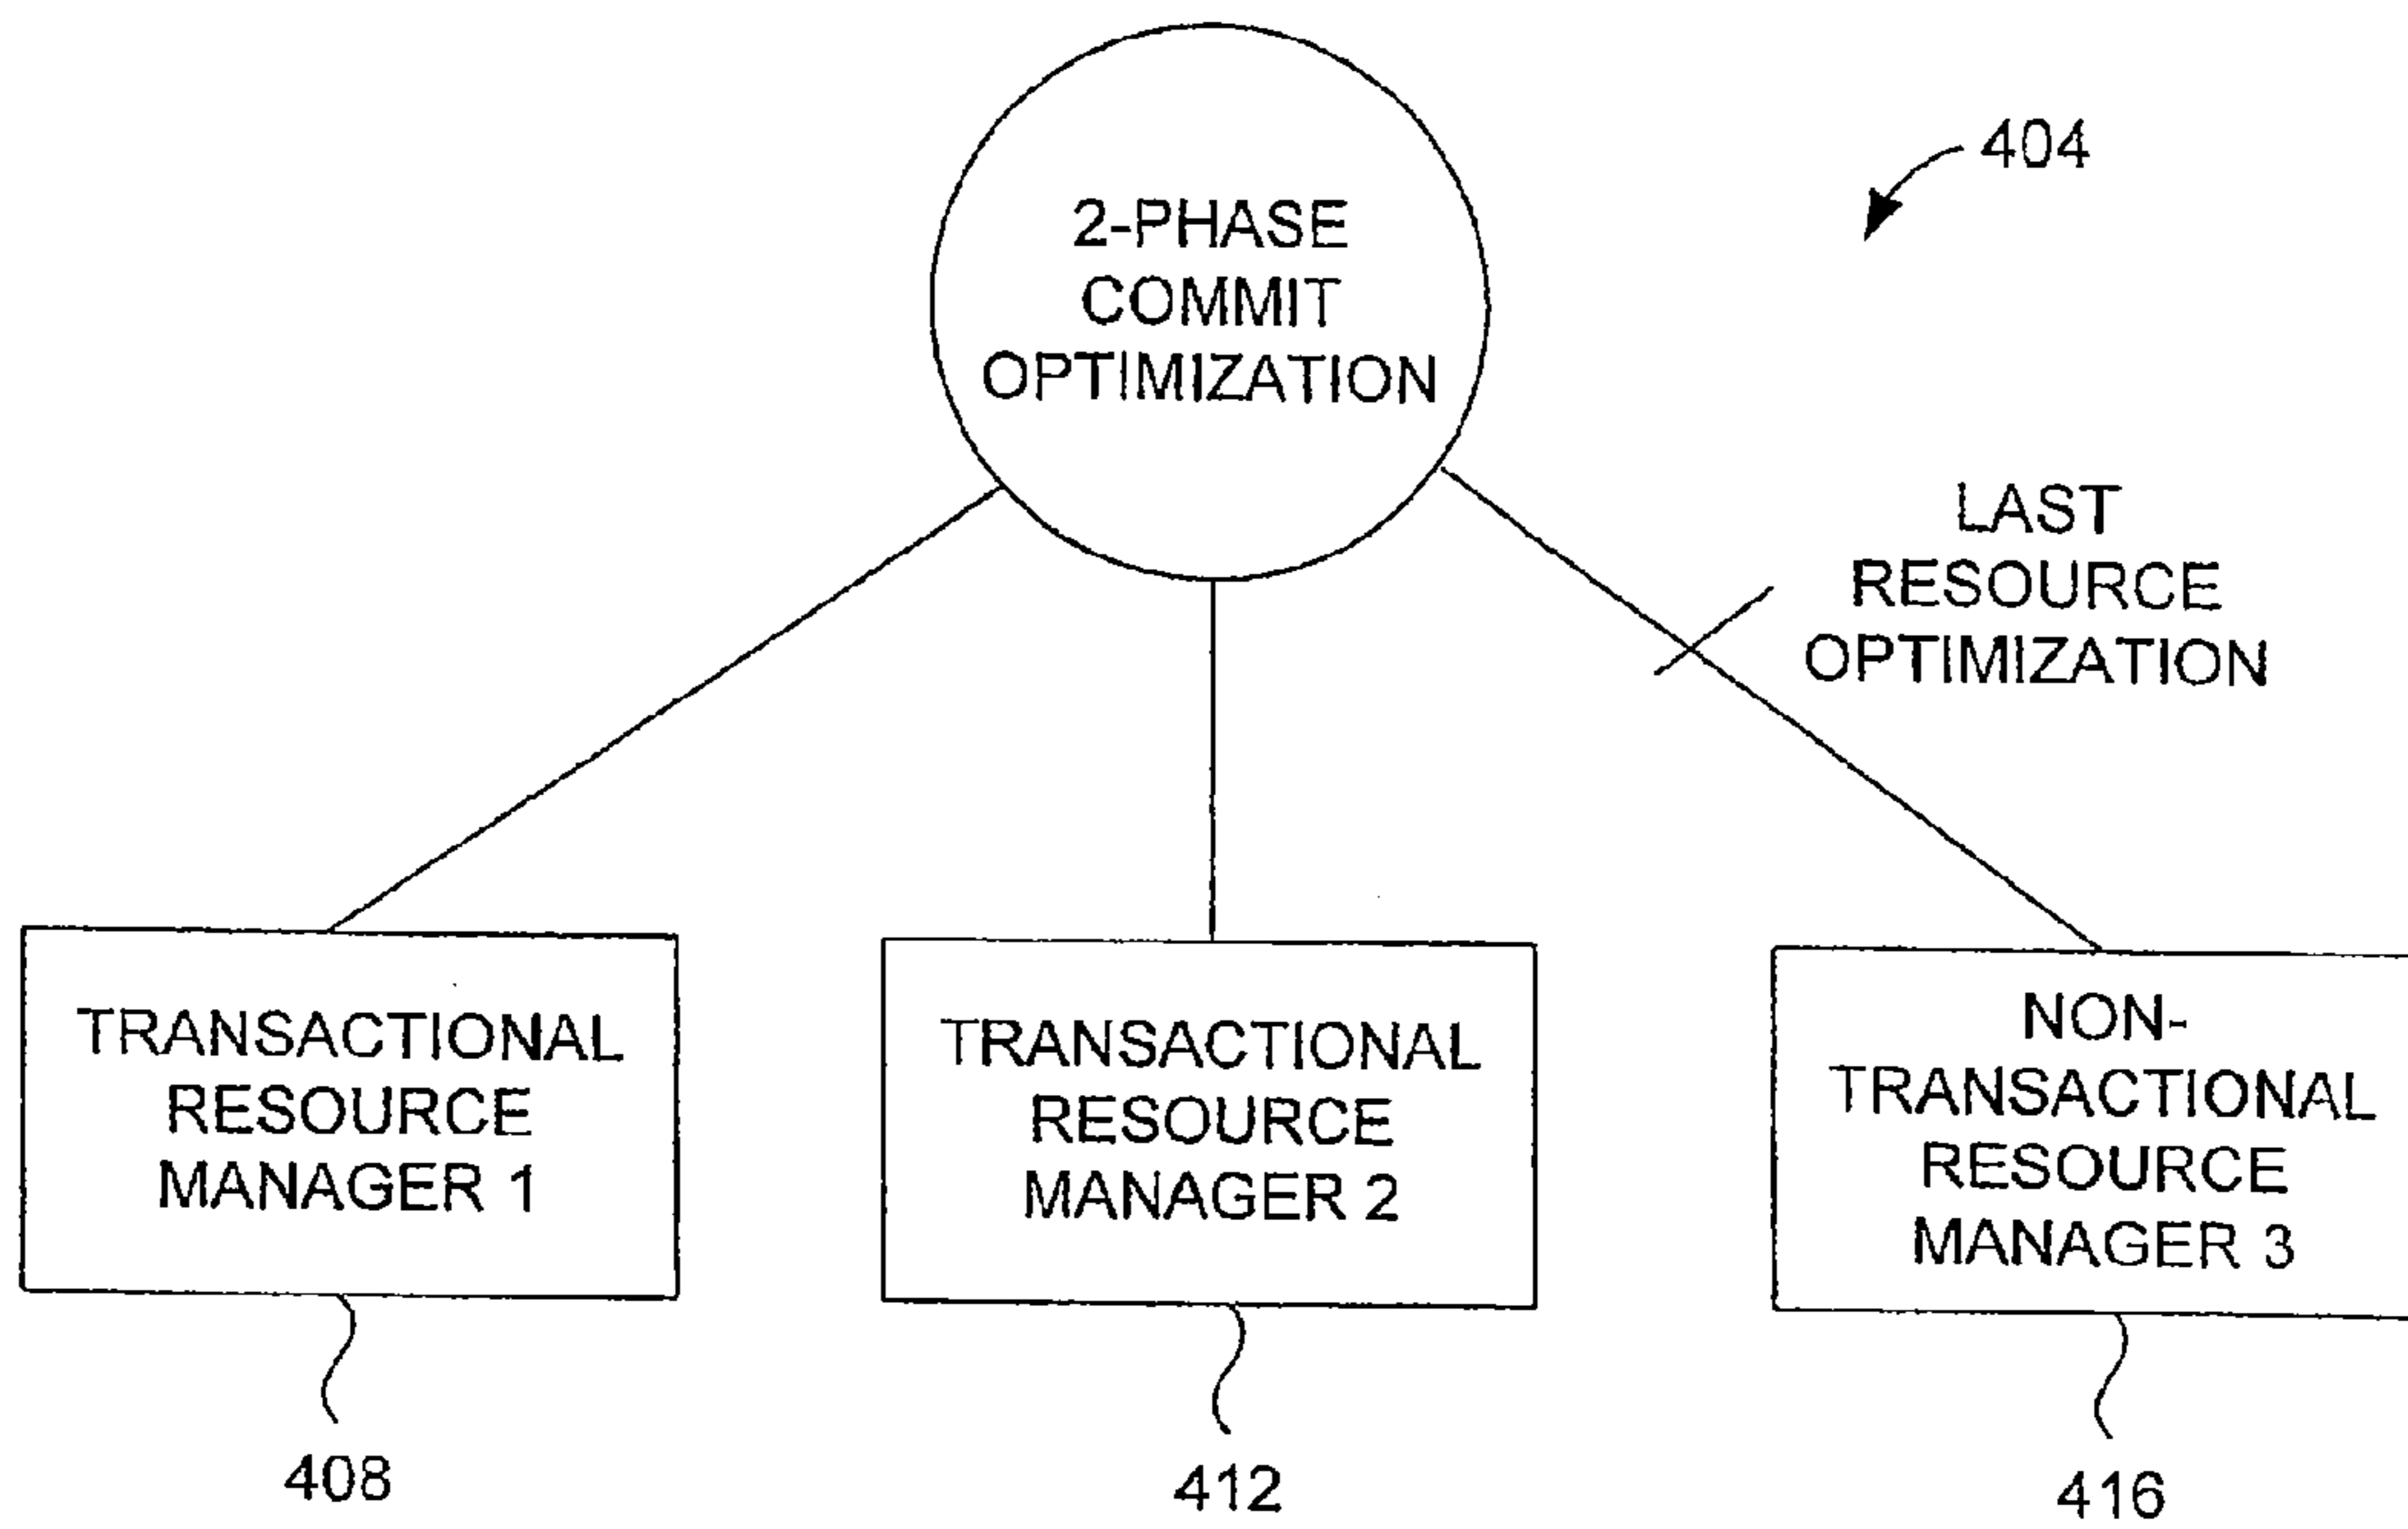 2-PHASE
COMMIT
OPTIMIZATION
404
LAST
RESOURCE
OPTIMIZATION
TRANSACTIONAL
RESOURCE
MANAGER 1
TRANSACTIONAL
RESOURCE
MANAGER 2
NON-
TRANSACTIONAL
RESOURCE
MANAGER 3
408
412
416